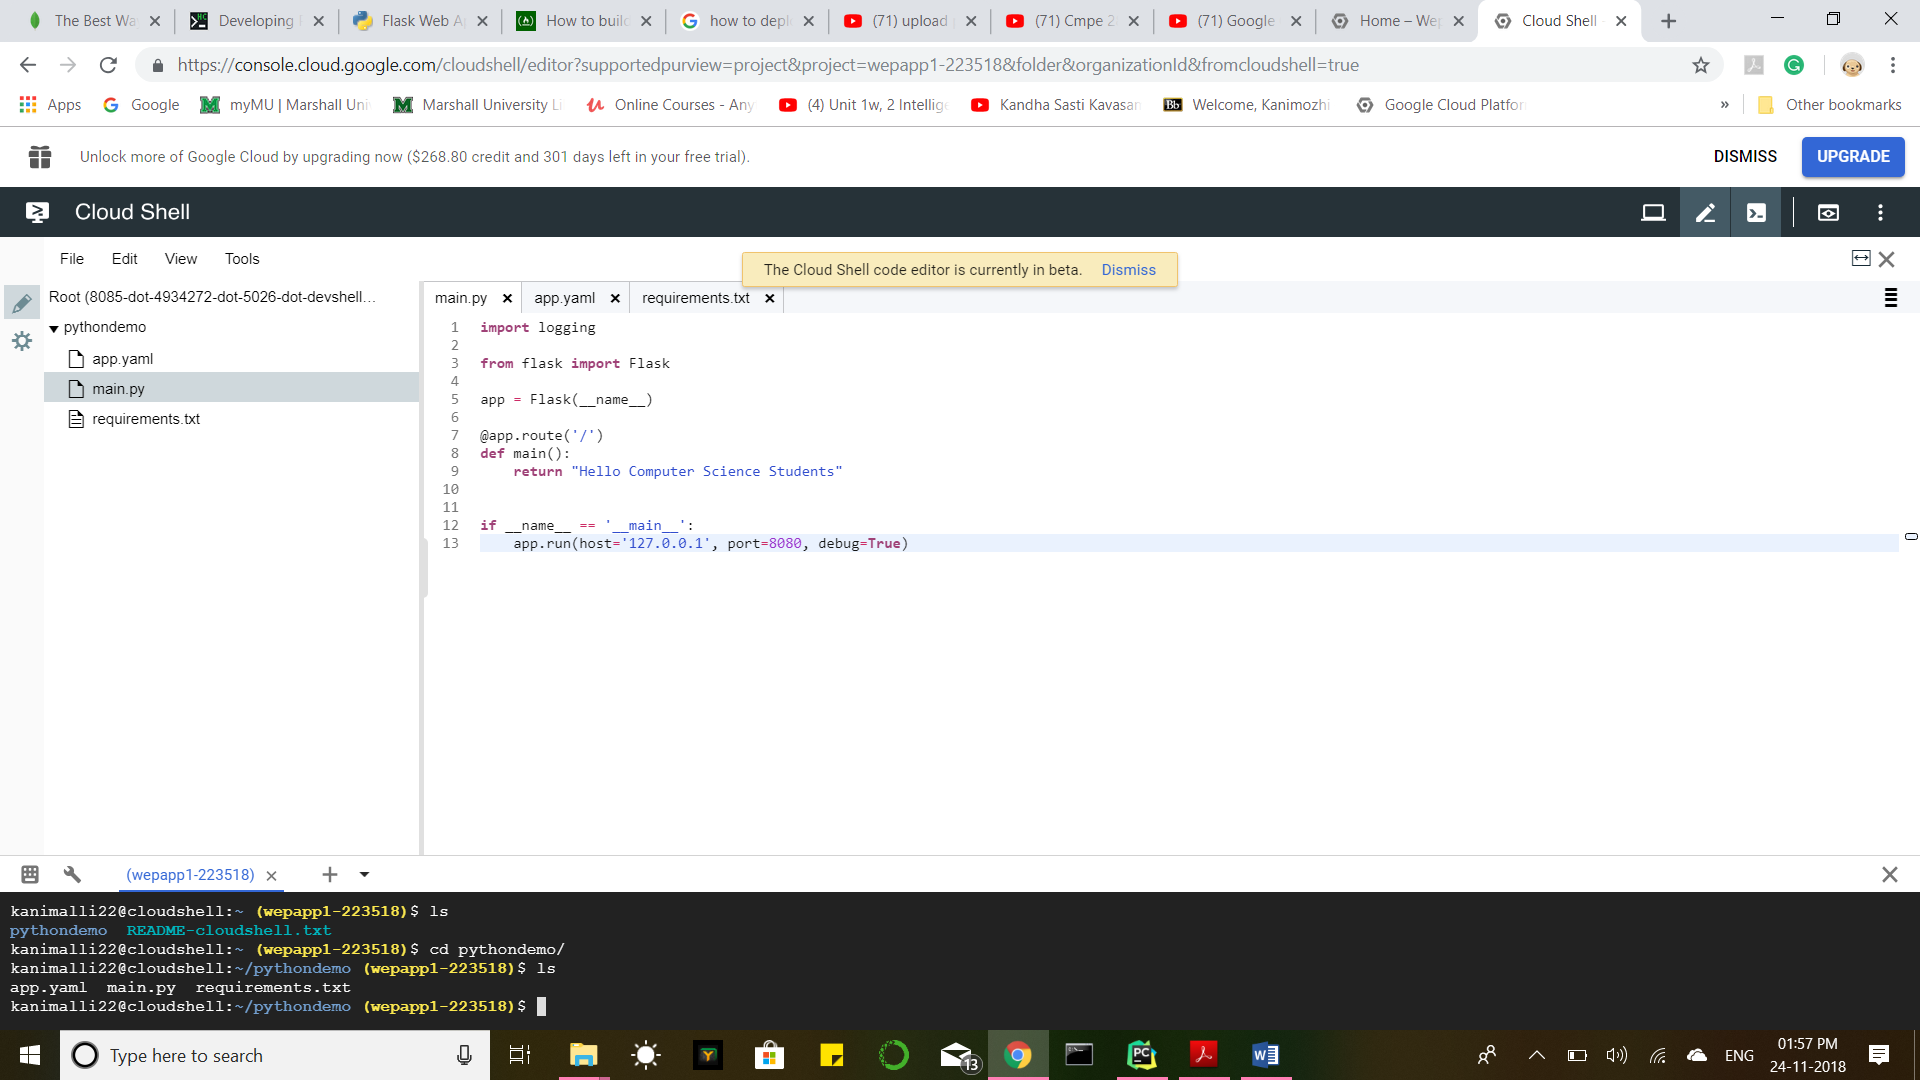 The Best Wa
Developing
Flask Web A
How to build
how to depl
(71) upload
(71) Cmpe 2
(71) Google
Home – Wep
Cloud Shell
https://console.cloud.google.com/cloudshell/editor?supportedpurview=project&project=wepapp1-223518&folder&organizationId&fromcloudshell=true
Apps
Google
myMU | Marshall Uni
Marshall University Li
Online Courses - Any
(4) Unit 1w, 2 Intellige
Kandha Sasti Kavasam
Bb Welcome, Kanimozhi
Google Cloud Platfor
»
Other bookmarks
Unlock more of Google Cloud by upgrading now ($268.80 credit and 301 days left in your free trial).
DISMISS
UPGRADE
Cloud Shell
File Edit View Tools
The Cloud Shell code editor is currently in beta. Dismiss
Root (8085-dot-4934272-dot-5026-dot-devshell...
pythondemo
app.yaml
main.py
requirements.txt
main.py
app.yaml
requirements.txt
1 import logging
2
3 from flask import Flask
4
5 app = Flask(__name__)
6
7 @app.route('/')
8 def main():
9 return "Hello Computer Science Students"
10
11
12 if __name__ == '__main__':
13 app.run(host='127.0.0.1', port=8080, debug=True)
(wepapp1-223518)
kanimalli22@cloudshell:~ (wepapp1-223518)$ ls
pythondemo README-cloudshell.txt
kanimalli22@cloudshell:~ (wepapp1-223518)$ cd pythondemo/
kanimalli22@cloudshell:~/pythondemo (wepapp1-223518)$ ls
app.yaml main.py requirements.txt
kanimalli22@cloudshell:~/pythondemo (wepapp1-223518)$
Type here to search
13
PC
ENG
01:57 PM
24-11-2018